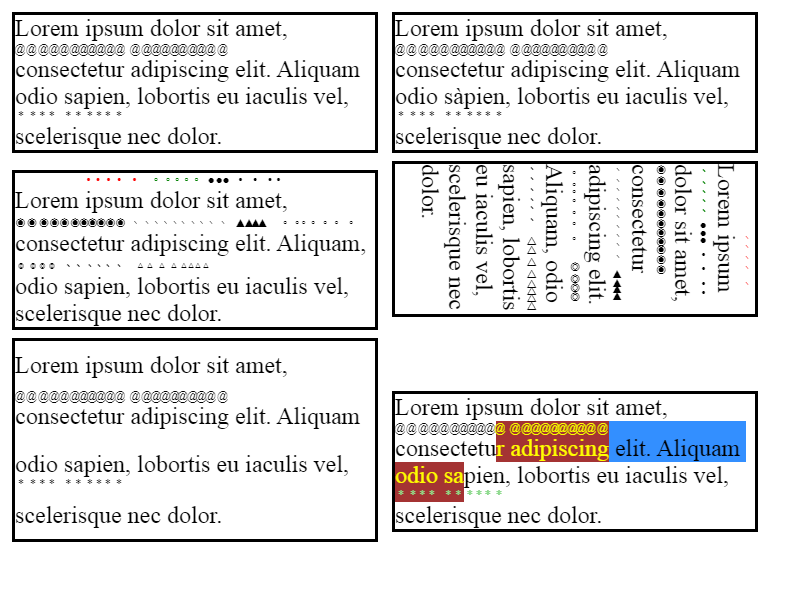 Lorem ipsum dolor sit amet,
@@@@@@@@@@@ @@@@@@@@@@
consectetur adipiscing elit. Aliquam
odio sapien, lobortis eu iaculis vel,
* * * * * * * * * *
scelerisque nec dolor.
Lorem ipsum dolor sit amet,
@@@@@@@@@@@ @@@@@@@@@@
consectetur adipiscing elit. Aliquam
odio sàpien, lobortis eu iaculis vel,
* * * * * * * * * *
scelerisque nec dolor.
Lorem ipsum dolor sit amet,
consectetur adipiscing elit. Aliquam,
odio sapien, lobortis eu iaculis vel,
scelerisque nec dolor.
Lorem ipsum
dolor sit amet,
consectetur
adipiscing elit.
Aliquam, odio
sapien, lobortis
eu iaculis vel,
scelerisque nec
dolor.
Lorem ipsum dolor sit amet,
@@@@@@@@@@@ @@@@@@@@@@
consectetur adipiscing elit. Aliquam
odio sapien, lobortis eu iaculis vel,
* * * * * * * * * *
scelerisque nec dolor.
Lorem ipsum dolor sit amet,
@@@@@@@@@@@ @@@@@@@@@@
consectetur adipiscing elit. Aliquam
odio sapien, lobortis eu iaculis vel,
* * * * * * * * * *
scelerisque nec dolor.